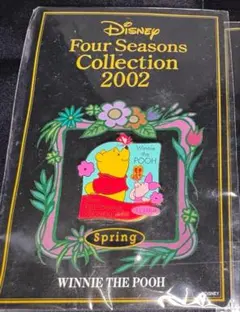 Disney
Four Seasons
Collection
2002
Winnie
the
POOH
Spring
WINNIE THE POOH